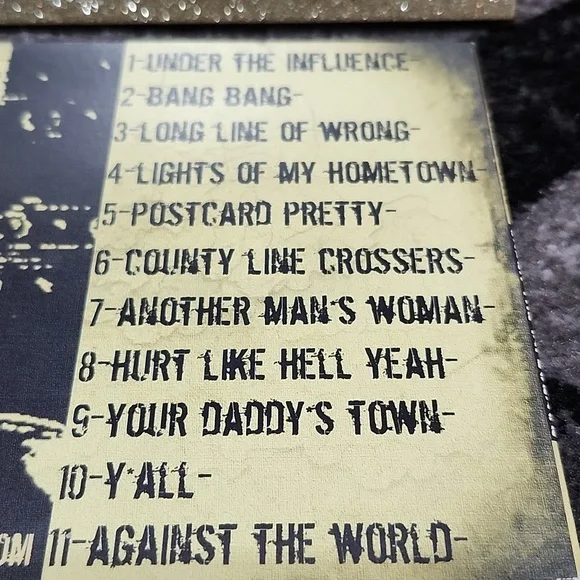 1-UNDER THE INFLUENCE-
2-BANG BANG-
3-LONG LINE OF WRONG-
4-LIGHTS OF MY HOMETOWN-
5-POSTCARD PRETTY-
6-COUNTY LINE CROSSERS-
7-ANOTHER MAN'S WOMAN-
8-HURT LIKE HELL YEAH-
9-YOUR DADDY'S TOWN-
10-Y'ALL-
11-AGAINST THE WORLD-